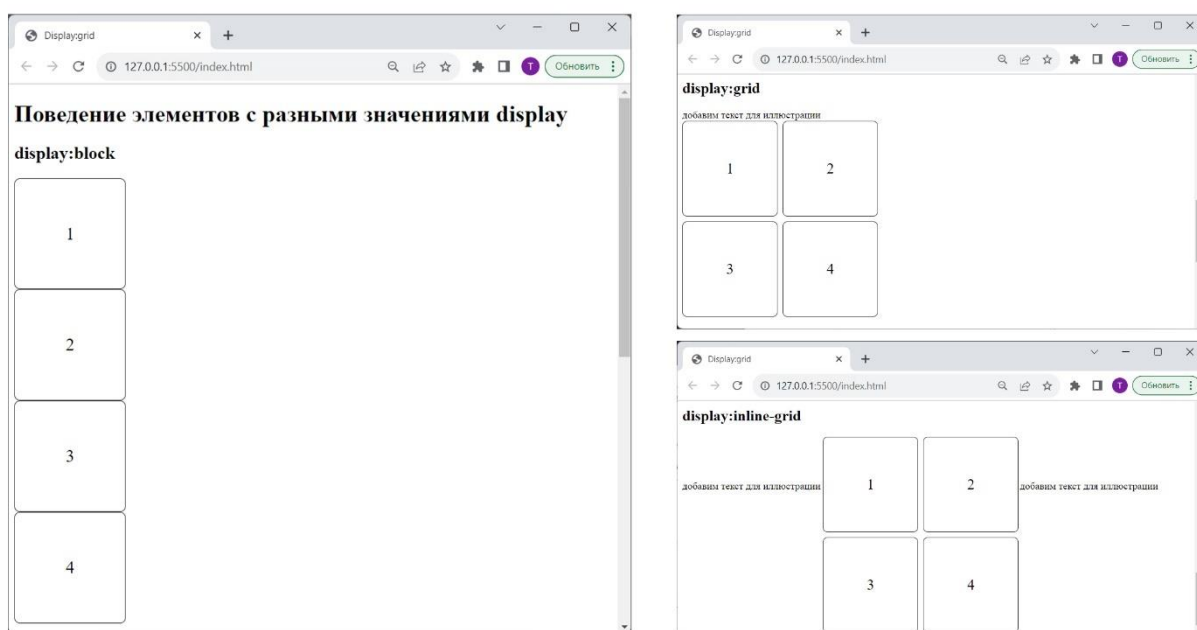 Display:grid
127.0.0.1:5500/index.html
T
Обновить
Поведение элементов с разными значениями display
display:block
1
2
3
4
Display:grid
127.0.0.1:5500/index.html
T
Обновить
display:grid
добавим текст для иллюстрации
1 2
3 4
Display:grid
127.0.0.1:5500/index.html
T
Обновить
display:inline-grid
добавим текст для иллюстрации 1 2 добавим текст для иллюстрации
3 4